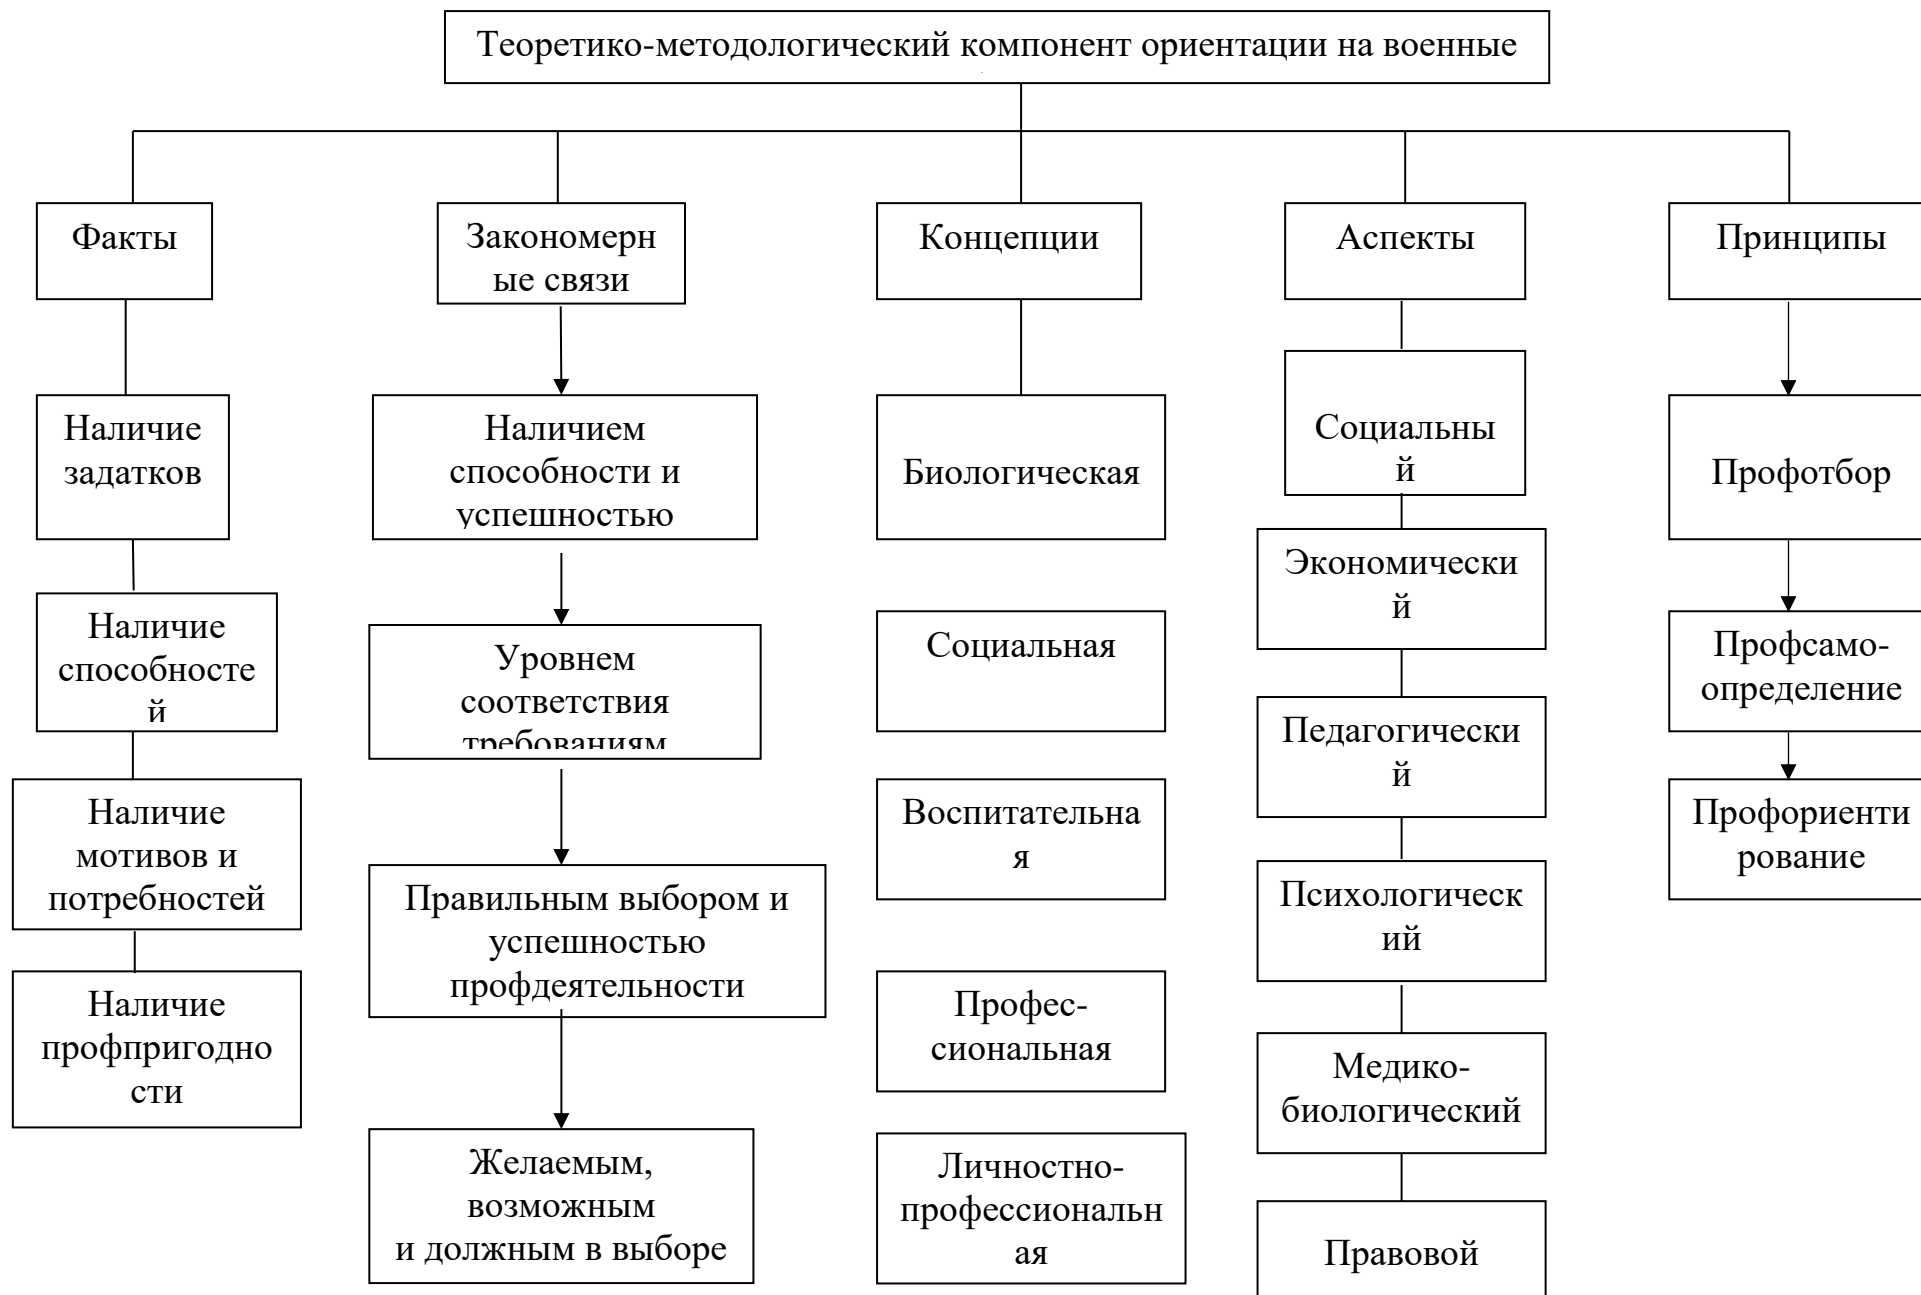 Теоретико-методологический компонент ориентации на военные
Факты
Закономерн
ые связи
Концепции
Аспекты
Принципы
Наличие
задатков
Наличие
способносте
й
Наличие
мотивов и
потребностей
Наличие
профпригодно
сти
Наличием
способности и
успешностью
Уровнем
соответствия
требованиям
Правильным выбором и
успешностью
профдеятельности
Желаемым,
возможным
и должным в выборе
Биологическая
Социальная
Воспитательна
я
Профес-
сиональная
Личностно-
профессиональн
ая
Социальны
й
Экономически
й
Педагогически
й
Психологическ
ий
Медико-
биологический
Правовой
Профотбор
Профсамо-
определение
Профориенти
рование